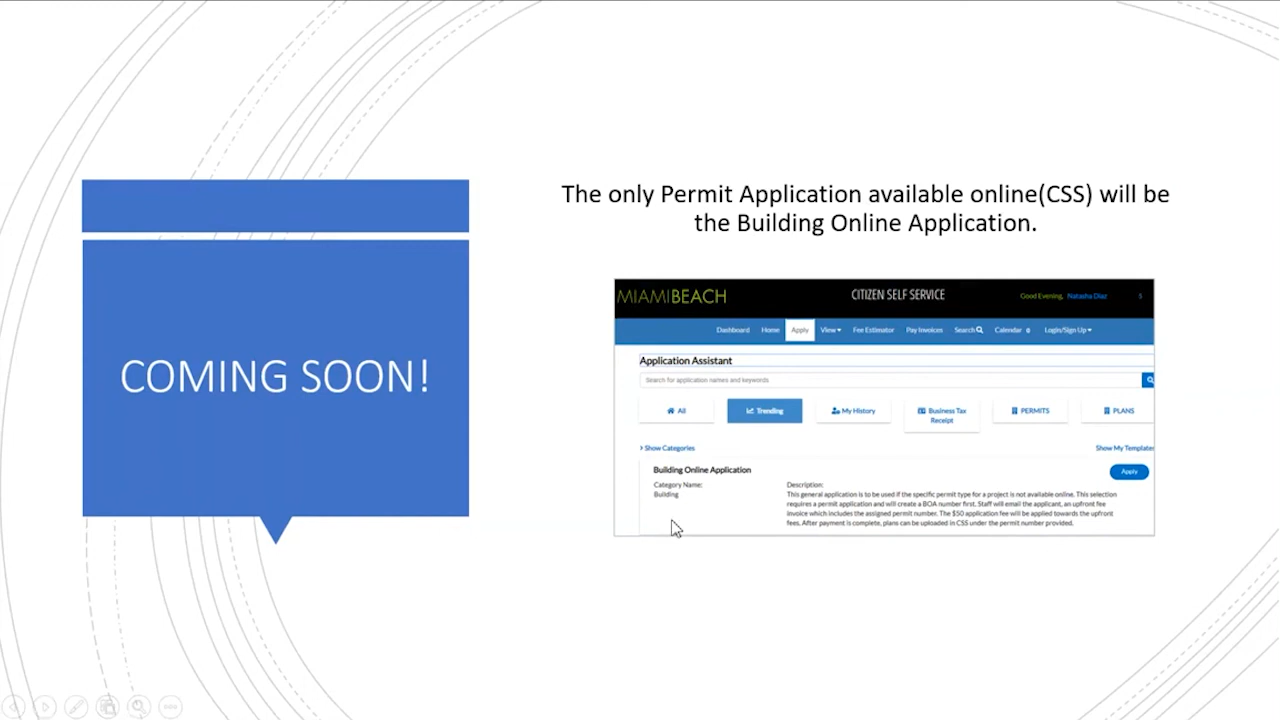 COMING SOON!
The only Permit Application available online(CSS) will be
the Building Online Application.
MIAMIBEACH
CITIZEN SELF SERVICE
Good Evening, Natasha Diaz
5
Dashboard Home Apply View Fee Estimator Pay Invoices Search Calendar 0 Login/Sign Up
Application Assistant
Search for application names and keywords
All Trending My History Business Tax Receipt PERMITS PLANS
Show Categories
Show My Templates
Building Online Application
Apply
Category Name:
Building
Description:
This general application is to be used if the specific permit type for a project is not available online. This selection
requires a permit application and will create a BOA number first. Staff will email the applicant, an upfront fee
invoice which includes the assigned permit number. The $50 application fee will be applied towards the upfront
fees. After payment is complete, plans can be uploaded in CSS under the permit number provided.